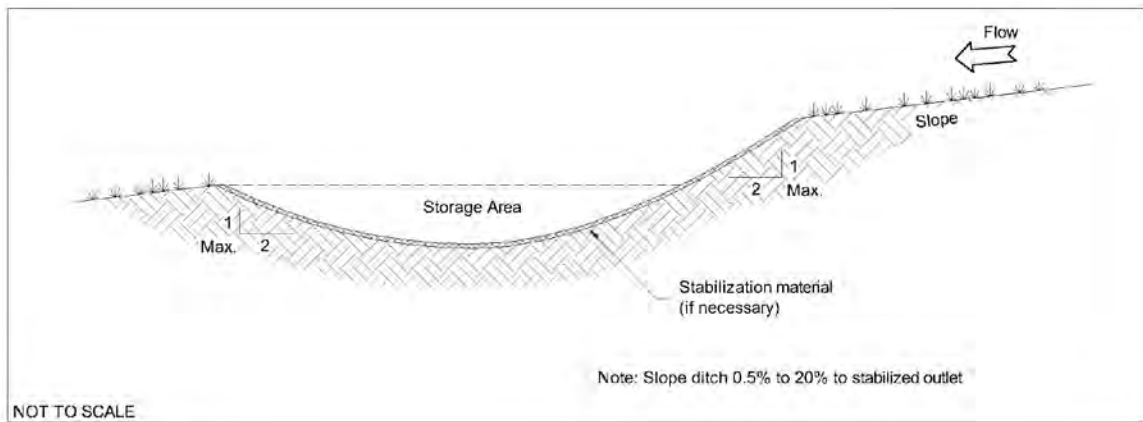 Flow
Slope
1
2
Max.
Storage Area
1
Max.
2
Stabilization material
(if necessary)
Note: Slope ditch 0.5% to 20% to stabilized outlet
NOT TO SCALE